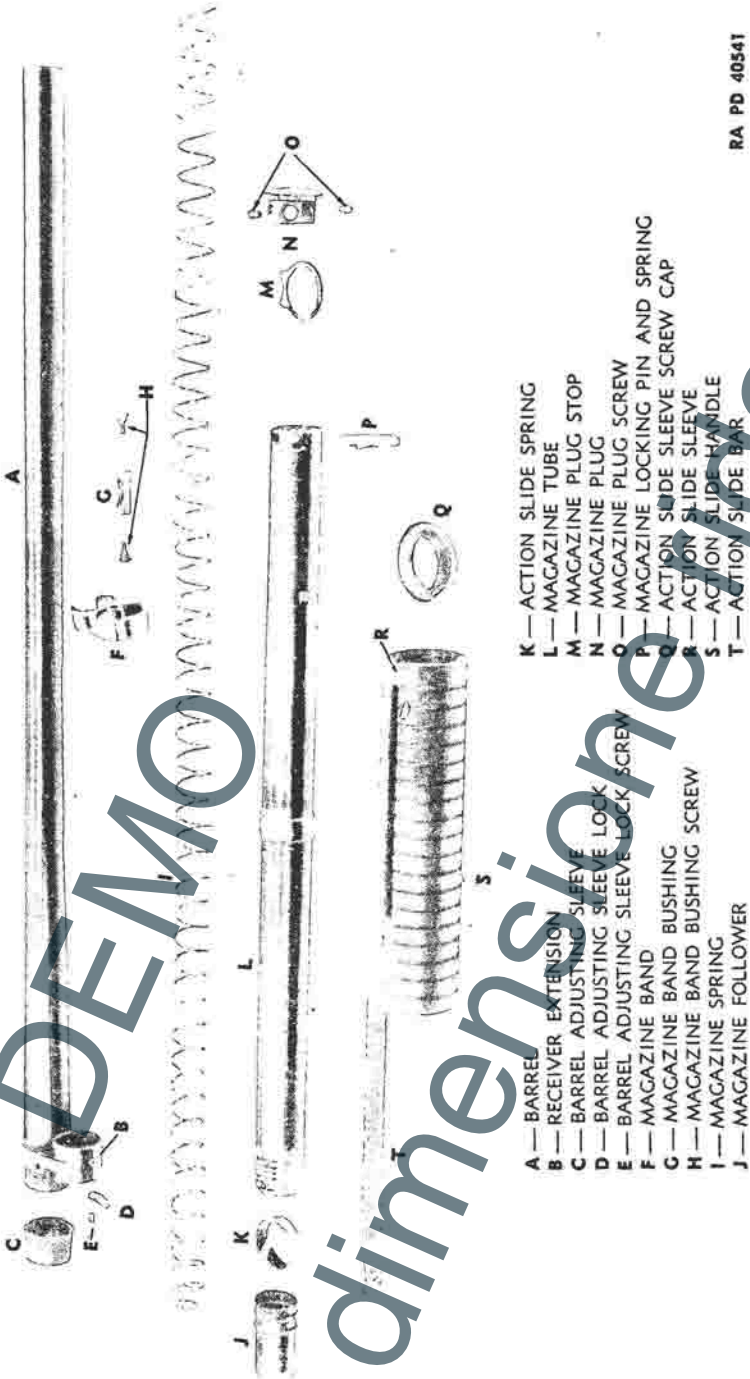 A
B
C
D
E
F
G
H
I
J
K
L
M
N
O
P
Q
R
S
T
A — BARREL
B — RECEIVER EXTENSION
C — BARREL ADJUSTING SLEEVE
D — BARREL ADJUSTING SLEEVE LOCK
E — BARREL ADJUSTING SLEEVE LOCK SCREW
F — MAGAZINE BAND
G — MAGAZINE BAND BUSHING
H — MAGAZINE BAND BUSHING SCREW
I — MAGAZINE SPRING
J — MAGAZINE FOLLOWER
K — ACTION SLIDE SPRING
L — MAGAZINE TUBE
M — MAGAZINE PLUG STOP
N — MAGAZINE PLUG
O — MAGAZINE PLUG SCREW
P — MAGAZINE LOCKING PIN AND SPRING
Q — ACTION SLIDE SLEEVE SCREW CAP
R — ACTION SLIDE SLEEVE
S — ACTION SLIDE HANDLE
T — ACTION SLIDE BAR
RA PD 40541
DEMO
dimensione